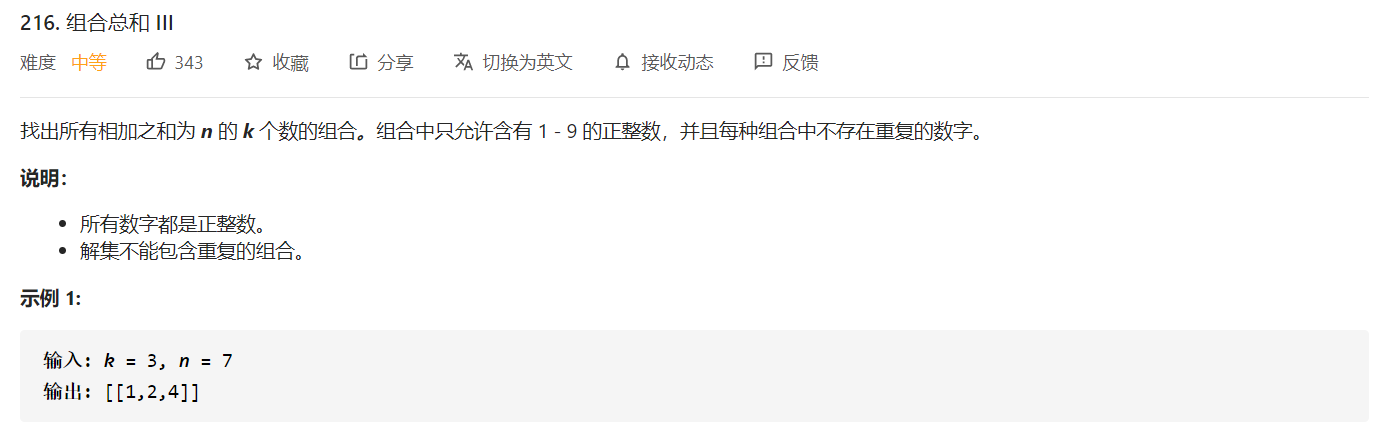 216. 组合总和 III
难度 中等 343 收藏 分享 切换为英文 接收动态 反馈
找出所有相加之和为 n 的 k 个数的组合。组合中只允许含有 1 - 9 的正整数，并且每种组合中不存在重复的数字。
说明：
所有数字都是正整数。
解集不能包含重复的组合。
示例 1:
输入: k = 3, n = 7
输出: [[1,2,4]]